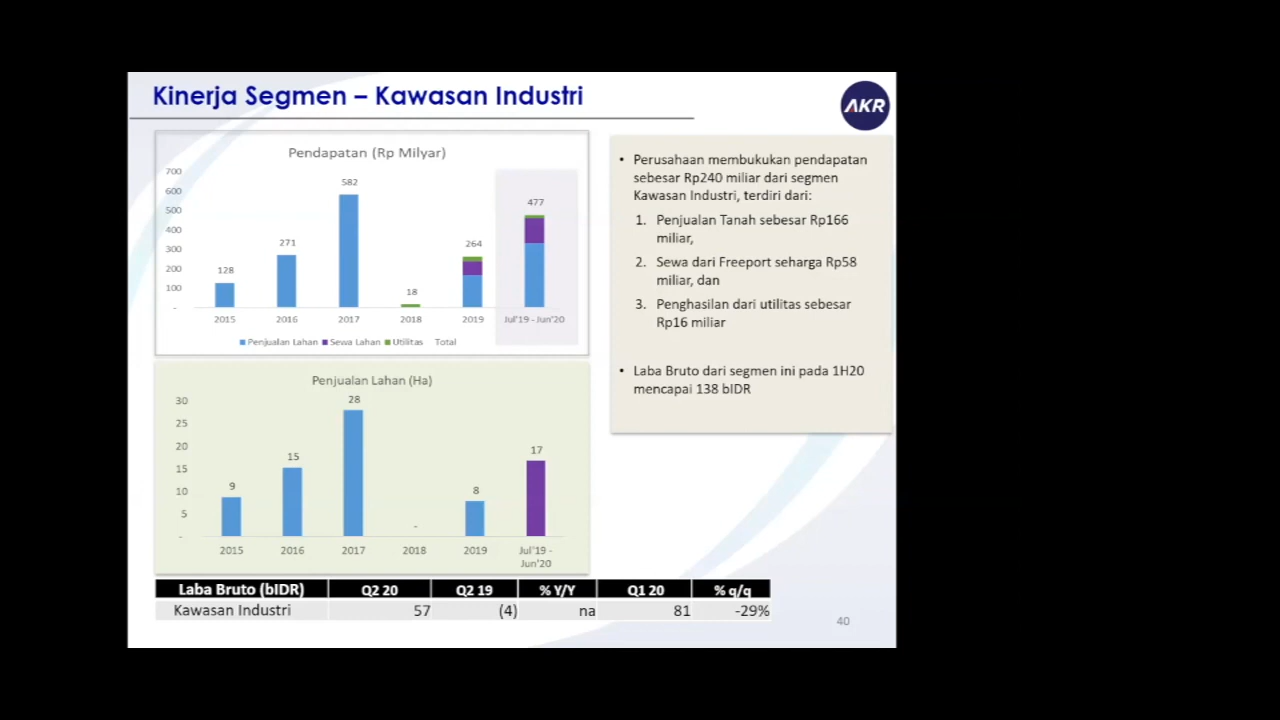 Kinerja Segmen – Kawasan Industri
AKR
Pendapatan (Rp Milyar)
700
600
500
400
300
200
100
-
128
271
582
18
264
477
2015
2016
2017
2018
2019
Jul'19 - Jun'20
Penjualan Lahan
Sewa Lahan
Utilitas
Total
• Perusahaan membukukan pendapatan
sebesar Rp240 miliar dari segmen
Kawasan Industri, terdiri dari:
1. Penjualan Tanah sebesar Rp166
miliar,
2. Sewa dari Freeport seharga Rp58
miliar, dan
3. Penghasilan dari utilitas sebesar
Rp16 miliar
• Laba Bruto dari segmen ini pada 1H20
mencapai 138 bIDR
Penjualan Lahan (Ha)
30
25
20
15
10
5
-
9
15
28
-
8
17
2015
2016
2017
2018
2019
Jul'19 -
Jun'20
Laba Bruto (bIDR) Q2 20 Q2 19 % Y/Y Q1 20 % q/q
Kawasan Industri 57 (4) na 81 -29%
40